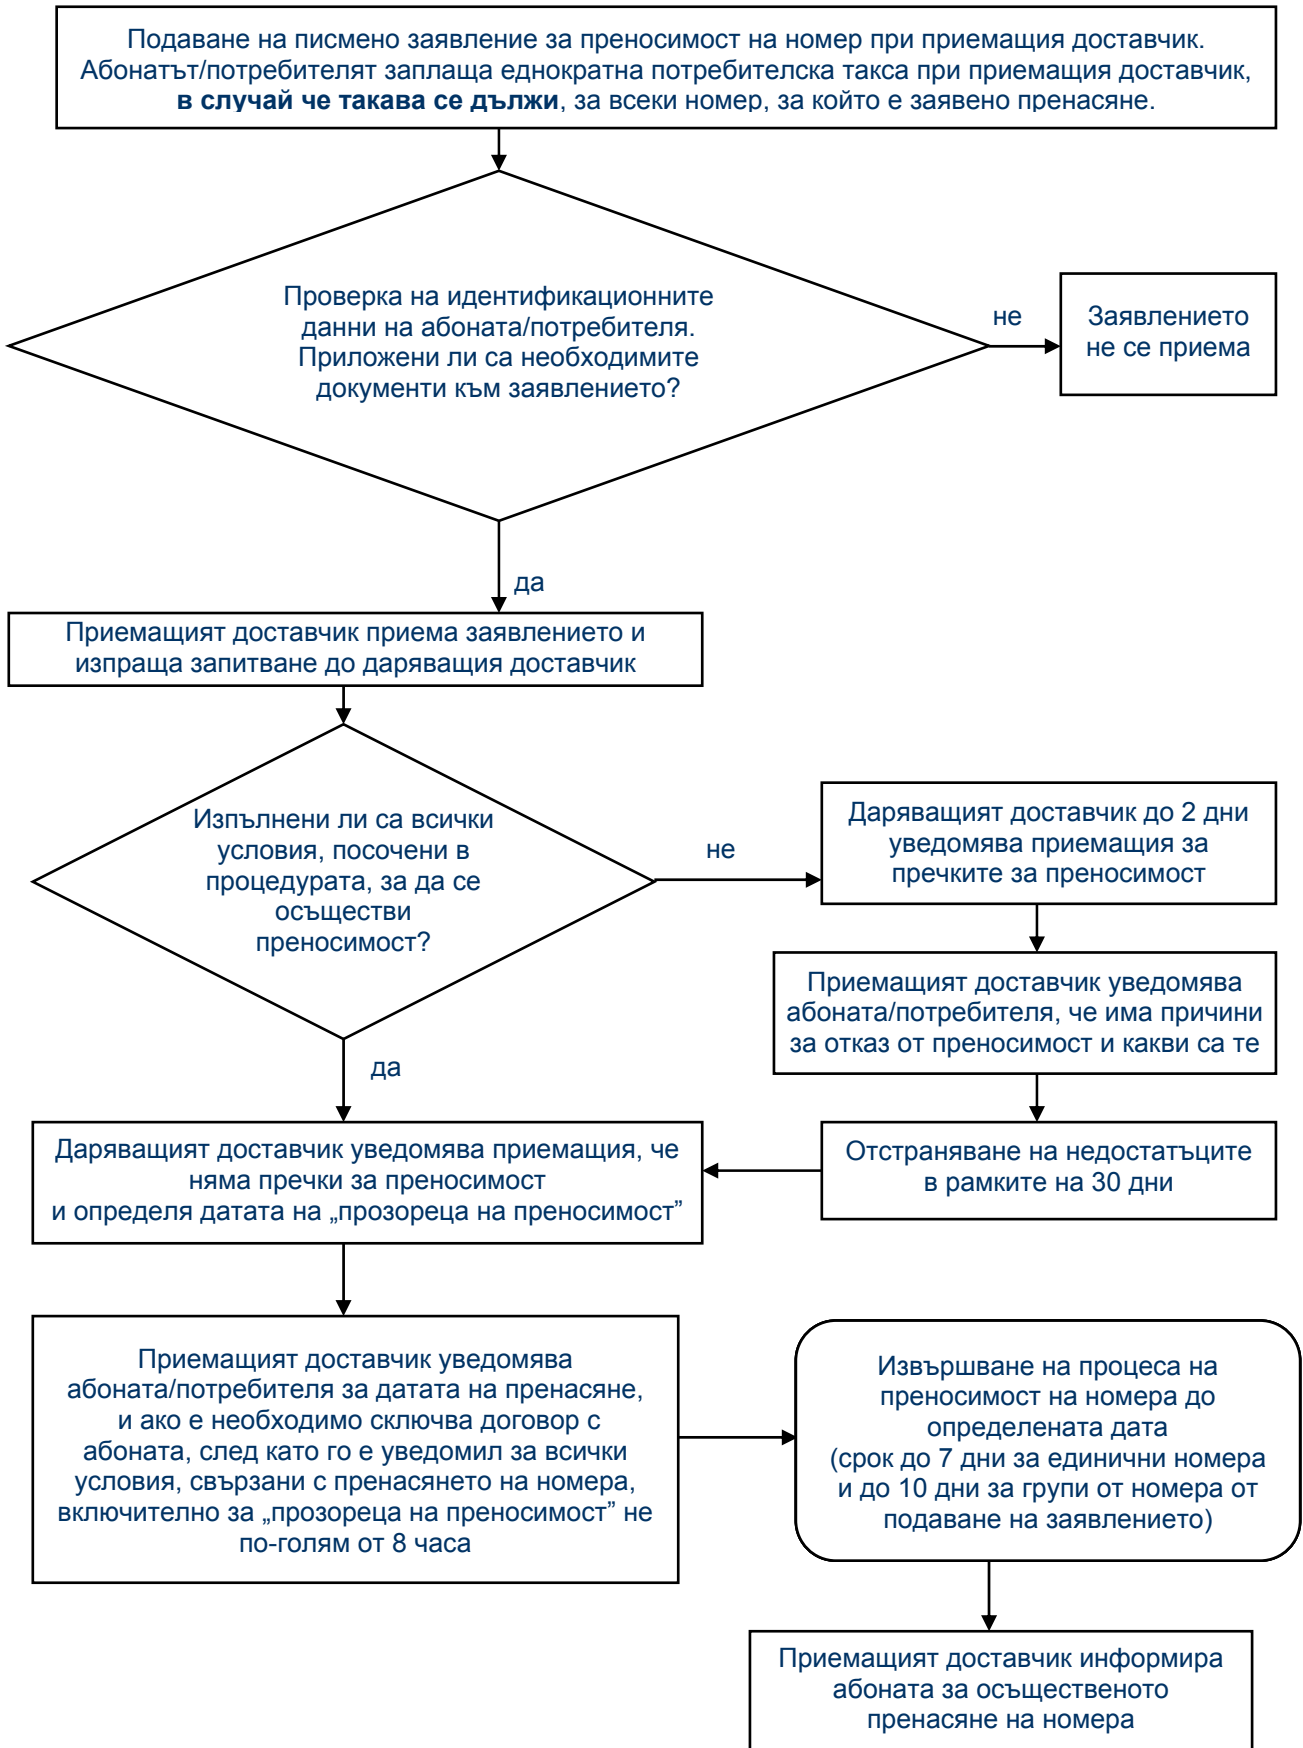 Подаване на писмено заявление за преносимост на номер при приемащия доставчик.
Абонатът/потребителят заплаща еднократна потребителска такса при приемащия доставчик,
в случай че такава се дължи, за всеки номер, за който е заявено пренасяне.
Проверка на идентификационните
данни на абоната/потребителя.
Приложени ли са необходимите
документи към заявлението?
не
Заявлението
не се приема
да
Приемащият доставчик приема заявлението и
изпраща запитване до даряващия доставчик
Изпълнени ли са всички
условия, посочени в
процедурата, за да се
осъществи
преносимост?
не
Даряващият доставчик до 2 дни
уведомява приемащия за
пречките за преносимост
Приемащият доставчик уведомява
абоната/потребителя, че има причини
за отказ от преносимост и какви са те
да
Отстраняване на недостатъците
в рамките на 30 дни
Даряващият доставчик уведомява приемащия, че
няма пречки за преносимост
и определя датата на „прозореца на преносимост”
Приемащият доставчик уведомява
абоната/потребителя за датата на пренасяне,
и ако е необходимо сключва договор с
абоната, след като го е уведомил за всички
условия, свързани с пренасянето на номера,
включително за „прозореца на преносимост” не
по-голям от 8 часа
Извършване на процеса на
преносимост на номера до
определената дата
(срок до 7 дни за единични номера
и до 10 дни за групи от номера от
подаване на заявлението)
Приемащият доставчик информира
абоната за осъщественото
пренасяне на номера